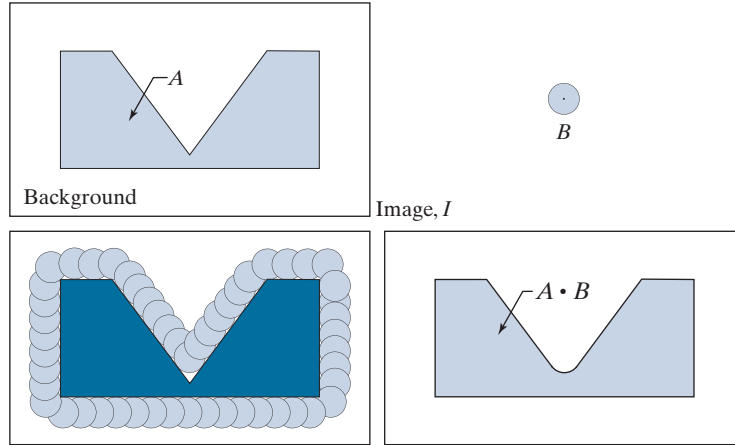 A
B
Background
Image, I
A • B